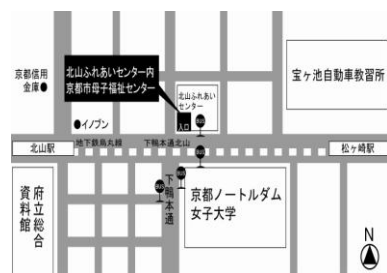 京都信用
金庫●
北山ふれあいセンター内
京都市母子福祉センター
北山ふれあい
センター
入口
宝ヶ池自動車教習所
●イノブン
BUS
北山駅
地下鉄烏丸線
下鴨本通北山
松ヶ崎駅
BUS
BUS
BUS
府立総合
資料館
下鴨本通
京都ノートルダム
女子大学
N